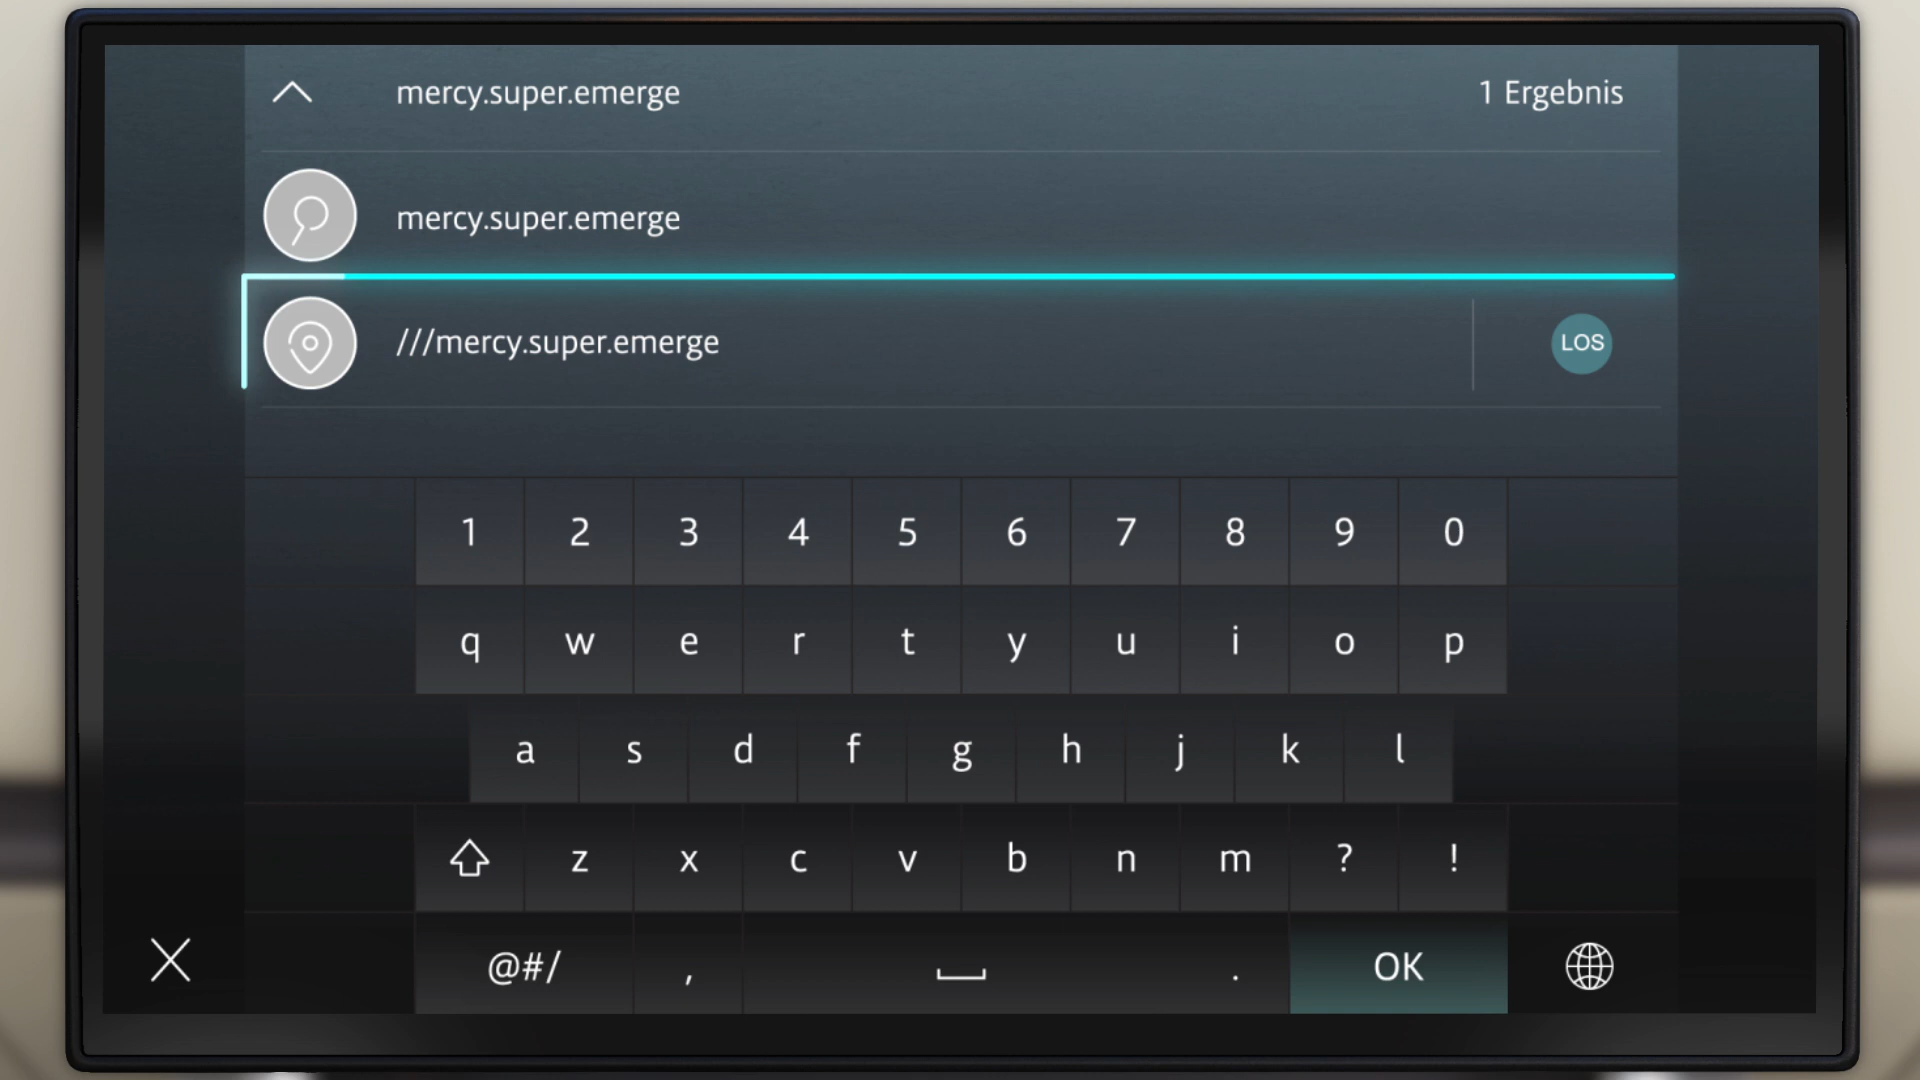 mercy.super.emerge 1 Ergebnis
mercy.super.emerge
///mercy.super.emerge LOS
1 2 3 4 5 6 7 8 9 0
q w e r t y u i o p
a s d f g h j k l
z x c v b n m ? !
@#/ , . OK